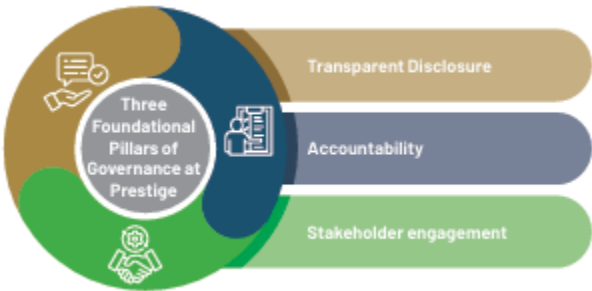 Three
Foundational
Pillars of
Governance at
Prestige
Transparent Disclosure
Accountability
Stakeholder engagement